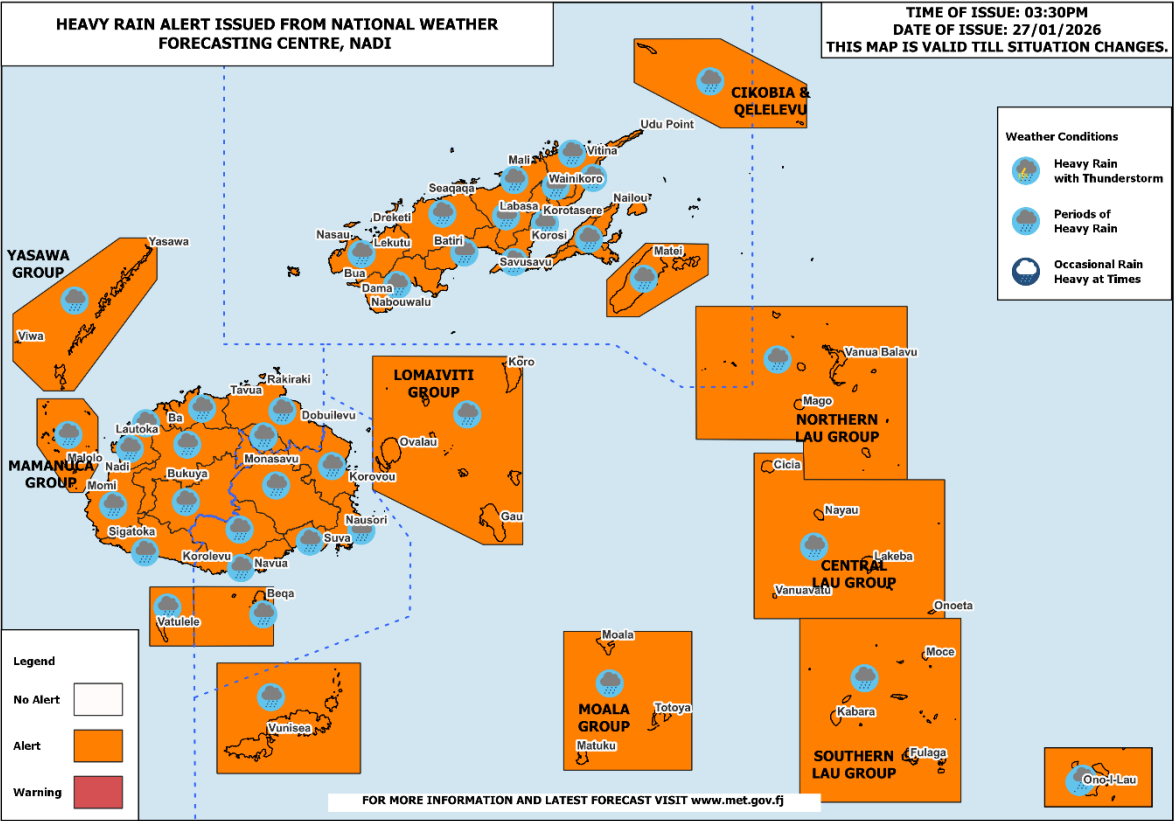 HEAVY RAIN ALERT ISSUED FROM NATIONAL WEATHER
FORECASTING CENTRE, NADI
TIME OF ISSUE: 03:30PM
DATE OF ISSUE: 27/01/2026
THIS MAP IS VALID TILL SITUATION CHANGES.
CIKOBIA &
QELELEVU
Weather Conditions
Heavy Rain
with Thunderstorm
Periods of
Heavy Rain
Occasional Rain
Heavy at Times
Udu Point
Vitina
Mali
Wainikoro
Seaqaqa
Nailou
Labasa
Korotasere
Dreketi
Nasau
Lekutu
Batiri
Korosi
Savusavu
Bua
Dama
Nabouwalu
Matei
YASAWA
GROUP
Yasawa
Viwa
Vanua Balavu
Mago
NORTHERN
LAU GROUP
LOMAIVITI
GROUP
Koro
Ovalau
Gau
Rakiraki
Tavua
Dobuilevu
Ba
Lautoka
Malolo
MAMANUCA
GROUP
Nadi
Monasavu
Bukuya
Korovou
Momi
Nausori
Sigatoka
Suva
Korolevu
Navua
Cicia
Nayau
Lakeba
CENTRAL
LAU GROUP
Vanuavatu
Onoeta
Beqa
Vatulele
Vunisea
Moala
MOALA
GROUP
Totoya
Matuku
Moce
Kabara
Fulaga
SOUTHERN
LAU GROUP
Ono-I-Lau
Legend
No Alert
Alert
Warning
FOR MORE INFORMATION AND LATEST FORECAST VISIT www.met.gov.fj